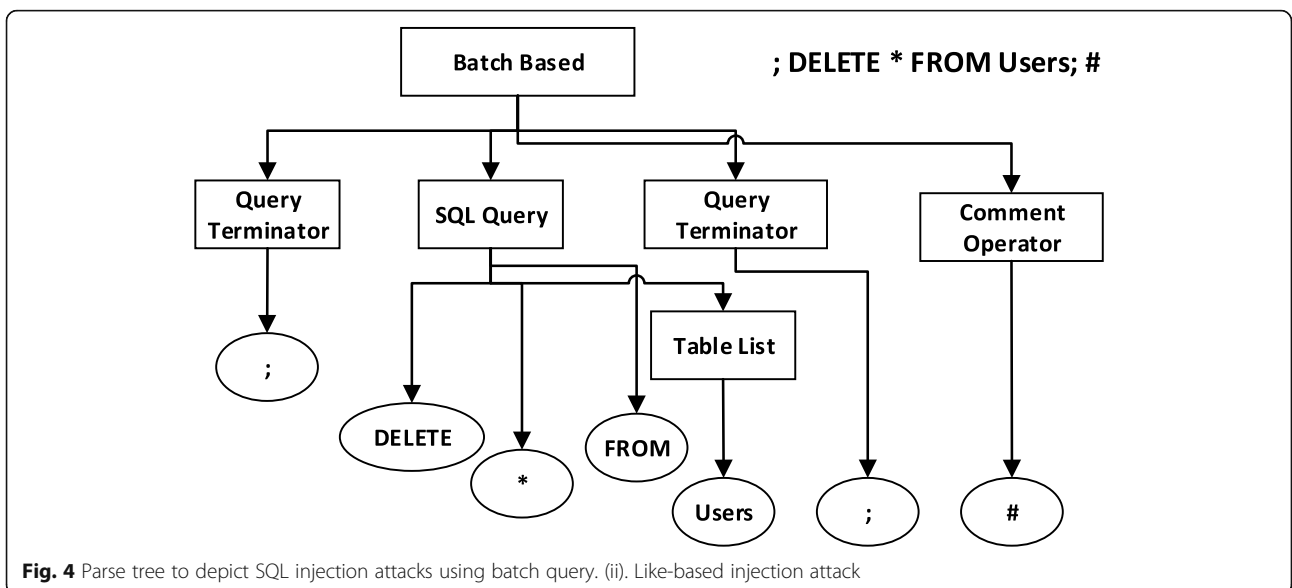 Batch Based
; DELETE * FROM Users; #
Query
Terminator
SQL Query
Query
Terminator
Comment
Operator
Table List
;
DELETE
*
FROM
Users
;
#
Fig. 4 Parse tree to depict SQL injection attacks using batch query. (ii). Like-based injection attack